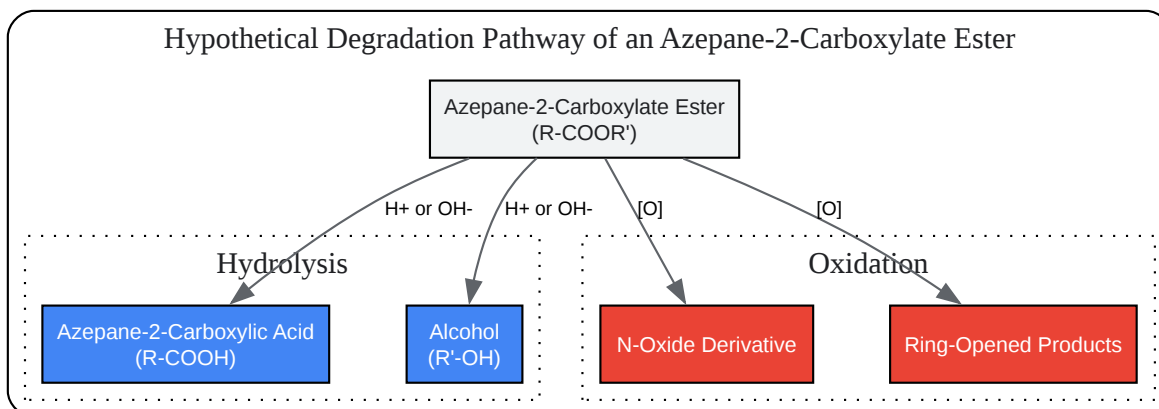 Hypothetical Degradation Pathway of an Azepane-2-Carboxylate Ester
Azepane-2-Carboxylate Ester
(R-COOR')
H+ or OH-
H+ or OH-
[O]
[O]
Hydrolysis
Oxidation
Azepane-2-Carboxylic Acid
(R-COOH)
Alcohol
(R'-OH)
N-Oxide Derivative
Ring-Opened Products